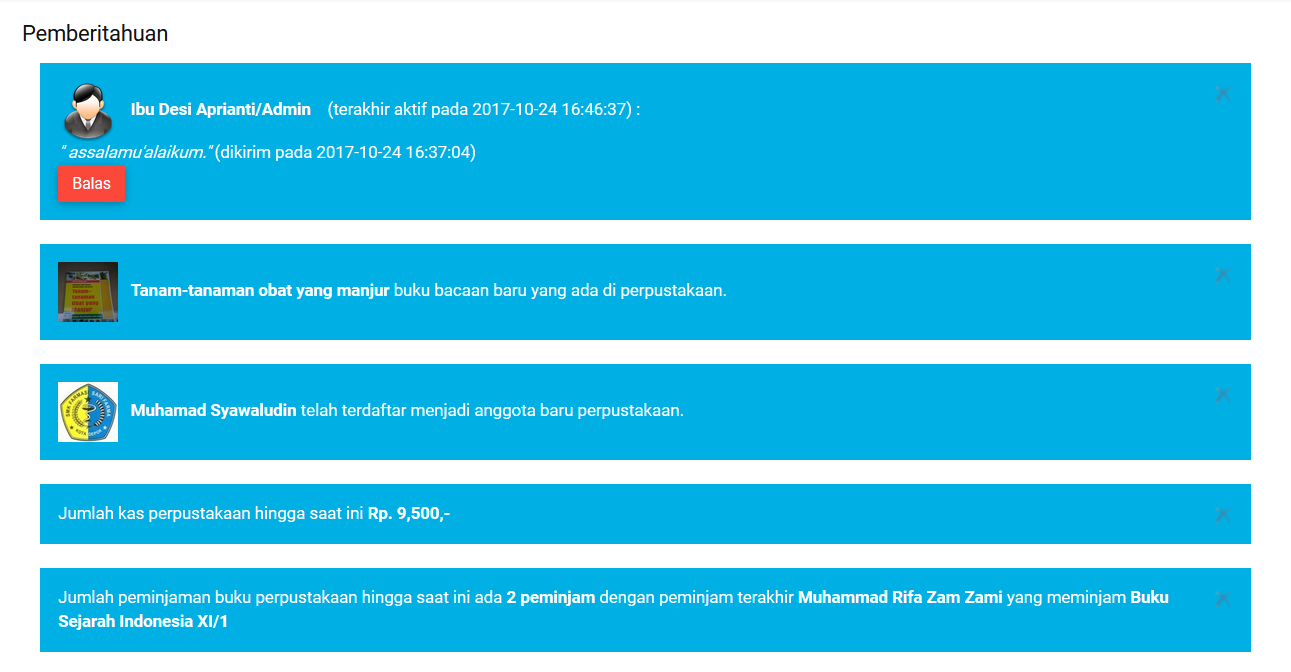 Pemberitahuan
Ibu Desi Aprianti/Admin (terakhir aktif pada 2017-10-24 16:46:37) :
" assalamu'alaikum." (dikirim pada 2017-10-24 16:37:04)
Balas
Tanam-tanaman obat yang manjur buku bacaan baru yang ada di perpustakaan.
Muhamad Syawaludin telah terdaftar menjadi anggota baru perpustakaan.
Jumlah kas perpustakaan hingga saat ini Rp. 9,500,-
Jumlah peminjaman buku perpustakaan hingga saat ini ada 2 peminjam dengan peminjam terakhir Muhammad Rifa Zam Zami yang meminjam Buku
Sejarah Indonesia XI/1